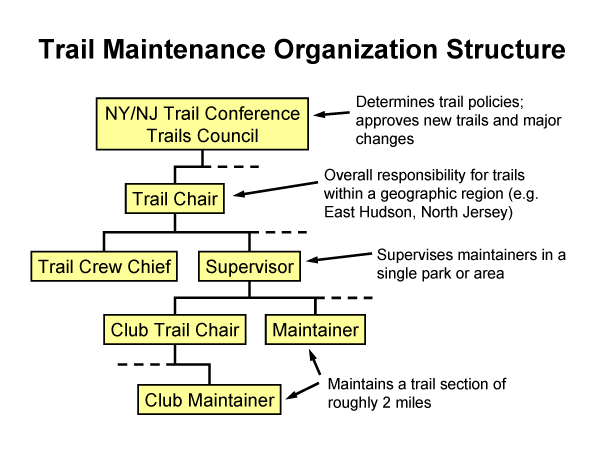 Trail Maintenance Organization Structure
NY/NJ Trail Conference
Trails Council
Determines trail policies;
approves new trails and major
changes
Trail Chair
Overall responsibility for trails
within a geographic region (e.g.
East Hudson, North Jersey)
Trail Crew Chief
Supervisor
Supervises maintainers in a
single park or area
Club Trail Chair
Maintainer
Club Maintainer
Maintains a trail section of
roughly 2 miles